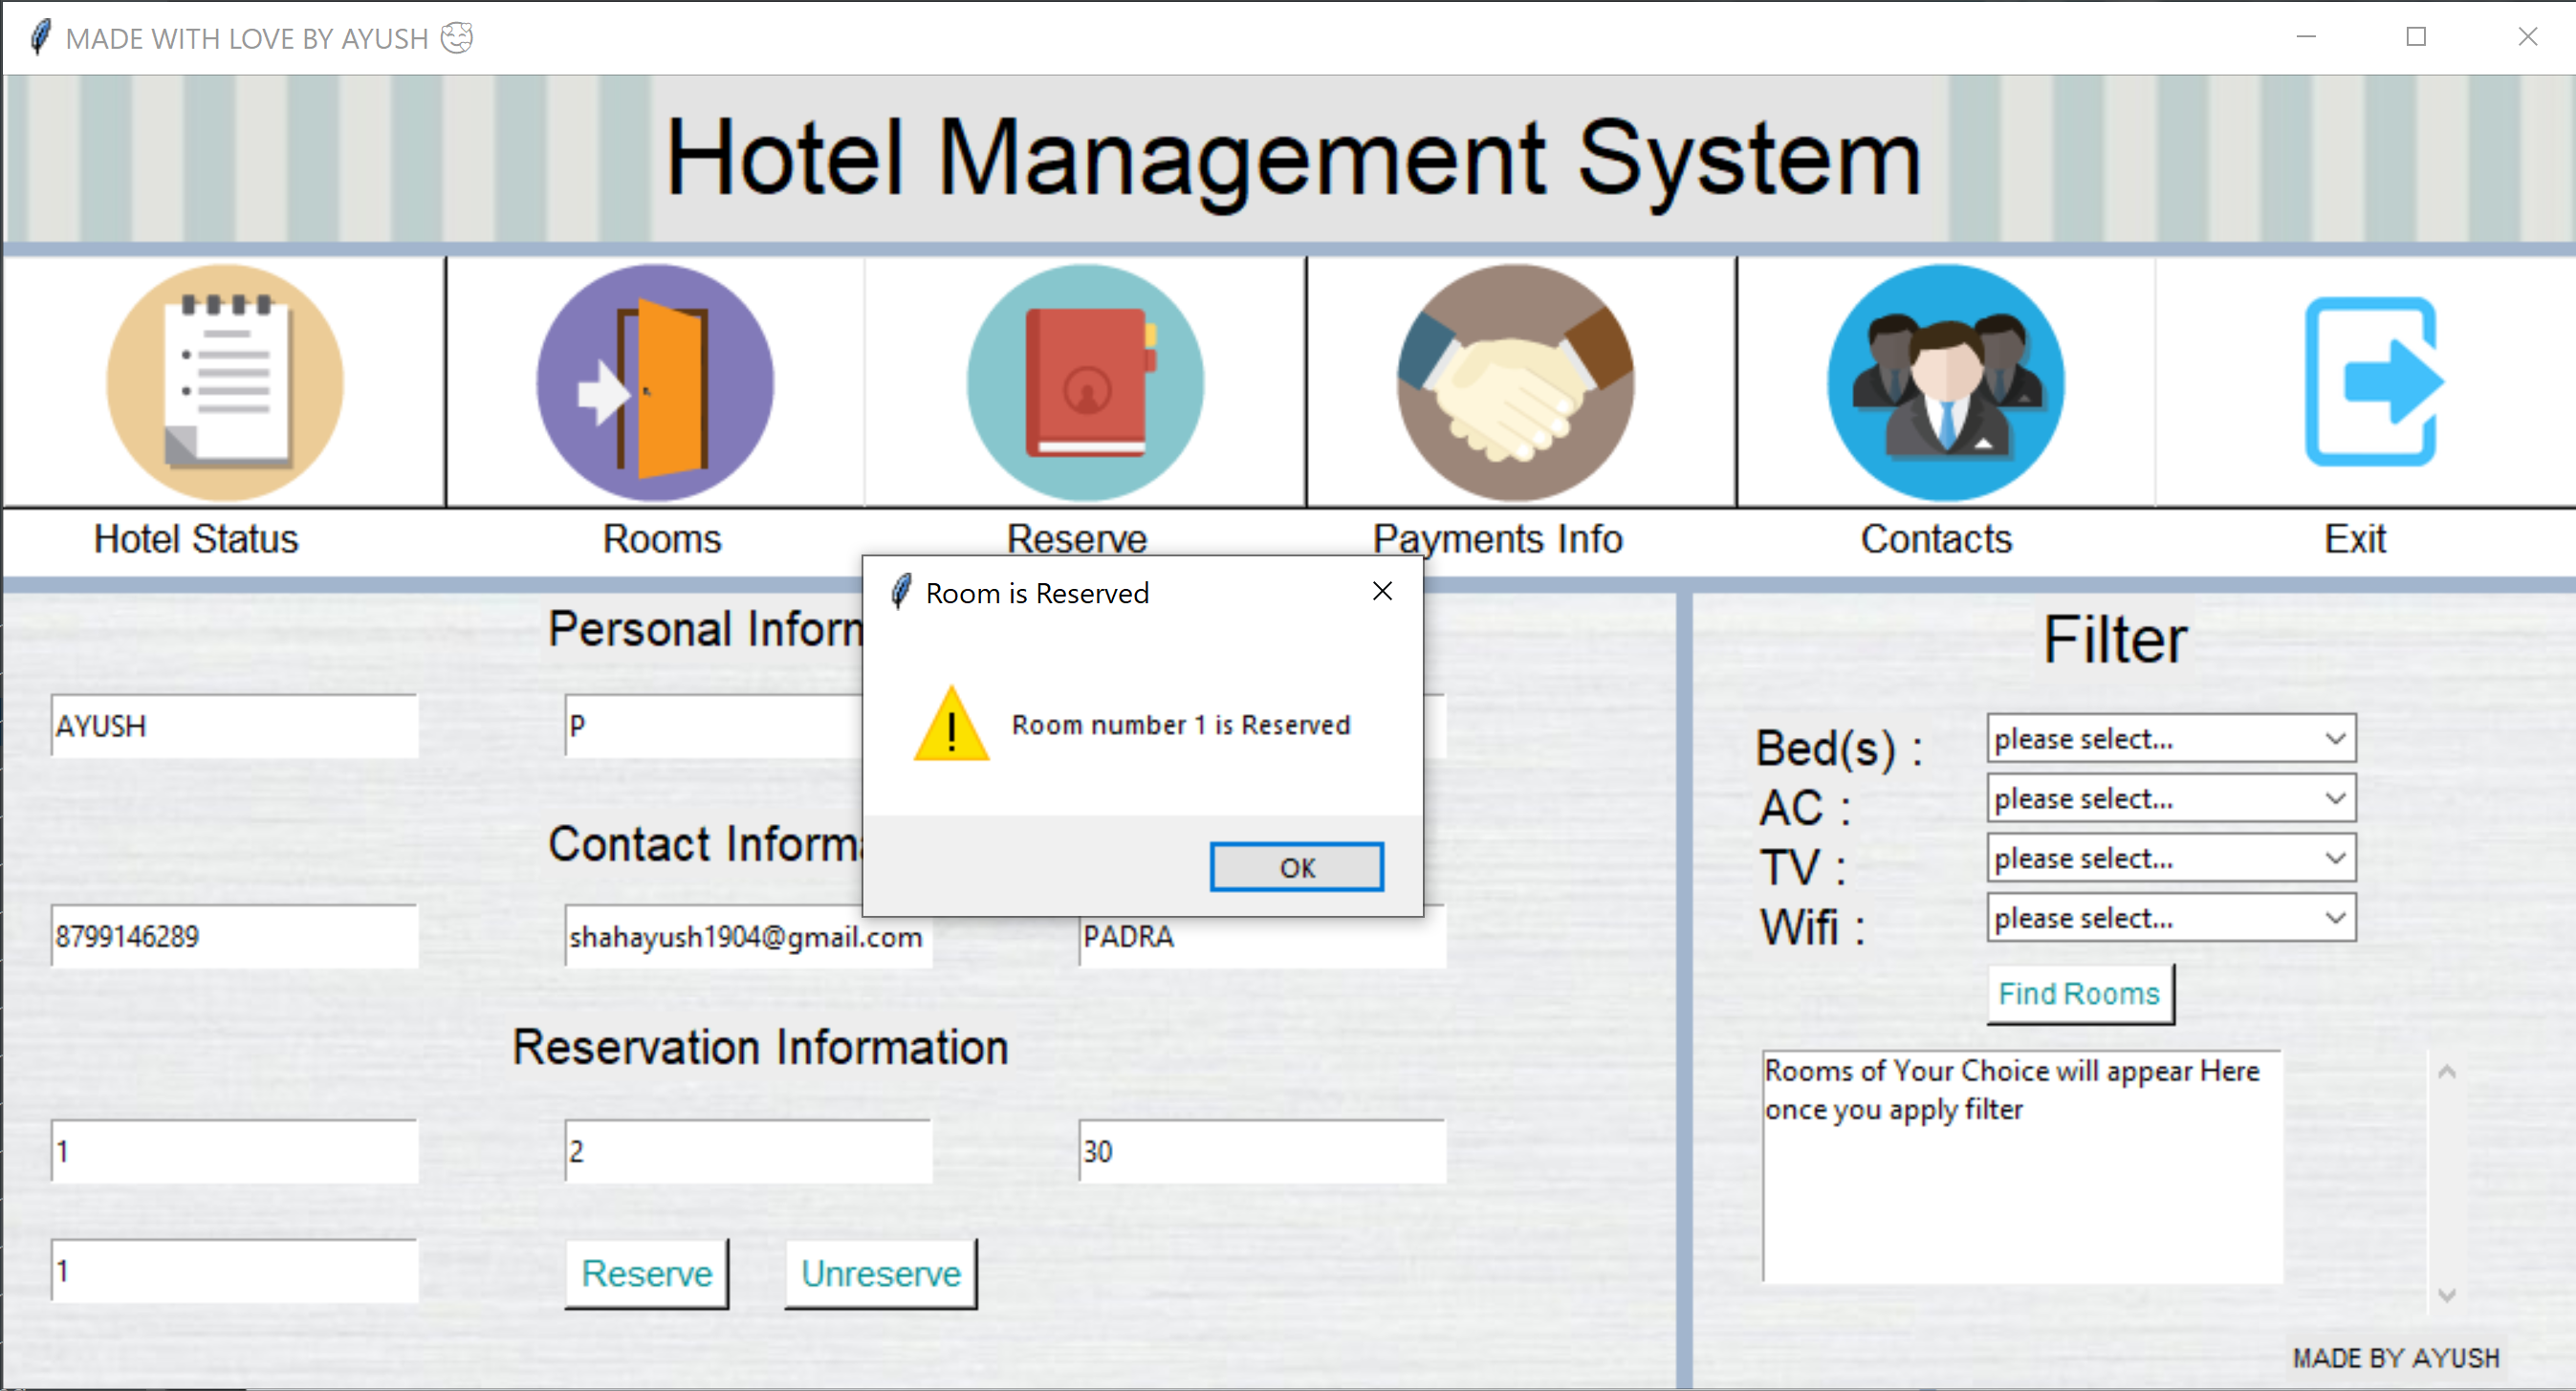 MADE WITH LOVE BY AYUSH 🥰
Hotel Management System
Hotel Status
Rooms
Reserve
Payments Info
Contacts
Exit
Room is Reserved
Room number 1 is Reserved
OK
Personal
AYUSH
P
Contact
8799146289
shahayush1904@gmail.com
PADRA
Reservation Information
1
2
30
1
Reserve
Unreserve
Filter
Bed(s) :
please select...
AC :
please select...
TV :
please select...
Wifi :
please select...
Find Rooms
Rooms of Your Choice will appear Here
once you apply filter
MADE BY AYUSH